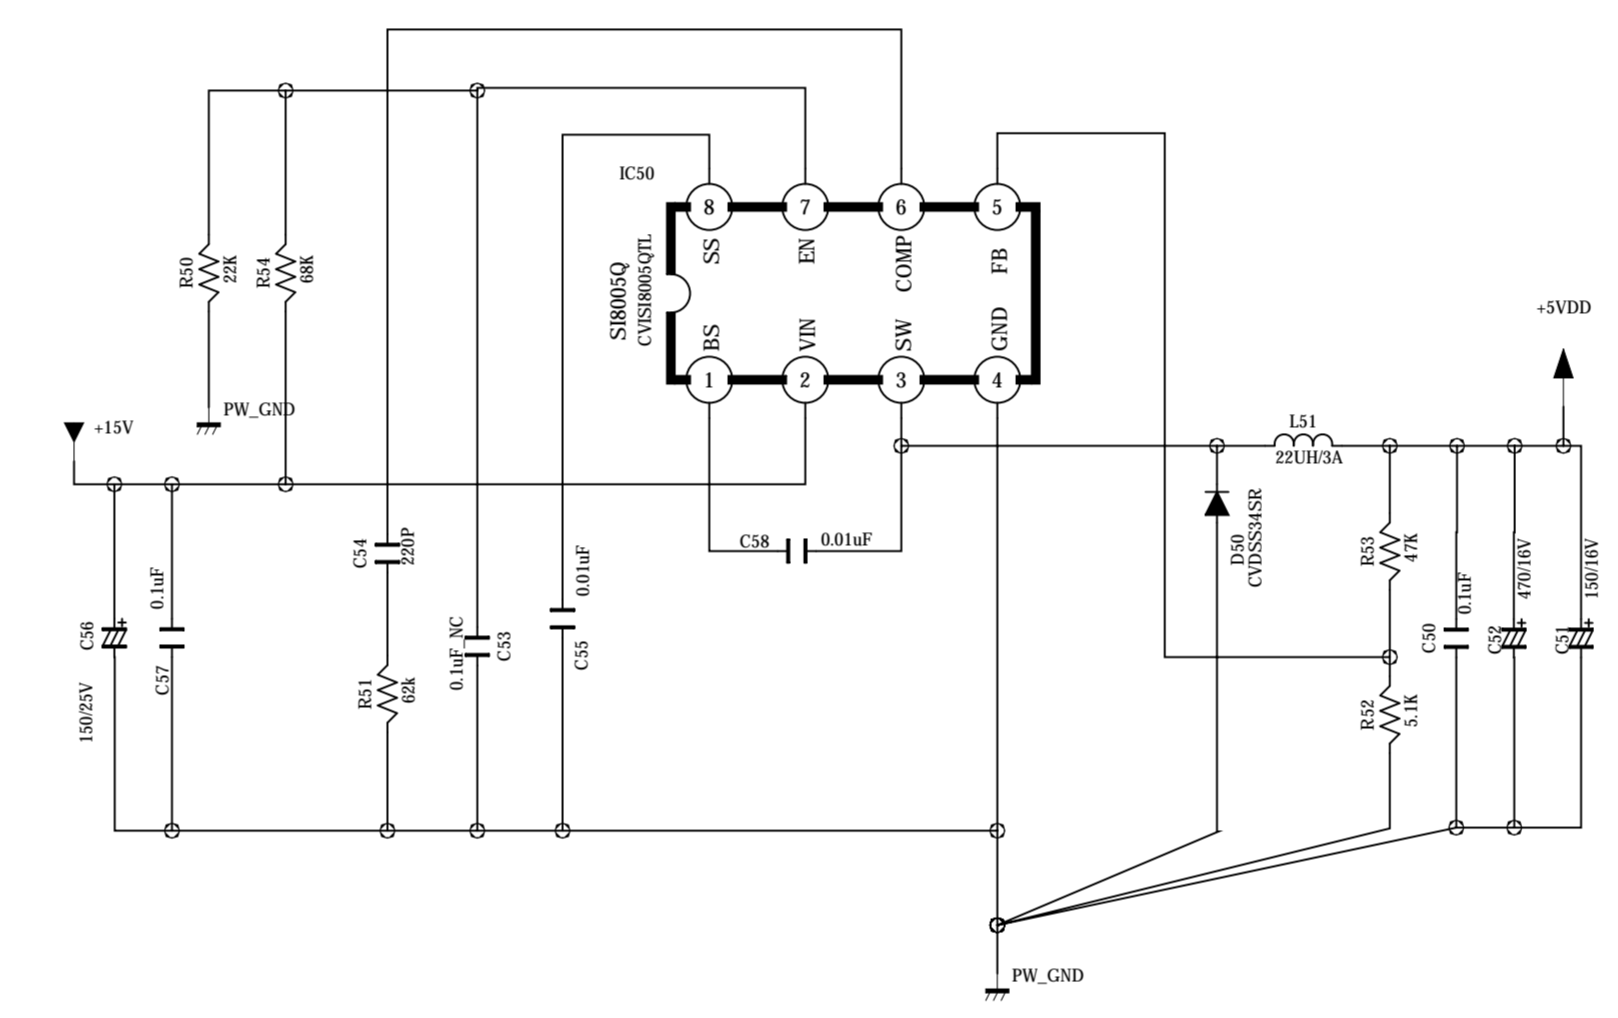 IC50
8
7
6
5
SS
EN
COMP
FB
SI8005Q
CVISI8005QTL
BS
VIN
SW
GND
1
2
3
4
R50
22K
R54
68K
PW_GND
+15V
+5VDD
L51
22UH/3A
C58
0.01uF
D50
CVDSS34SR
R53
47K
R52
5.1K
C50
0.1uF
C52
470/16V
+
C51
150/16V
+
C56
+
150/25V
0.1uF
C57
C54
220P
R51
62k
0.1uF_NC
C53
0.01uF
C55
PW_GND